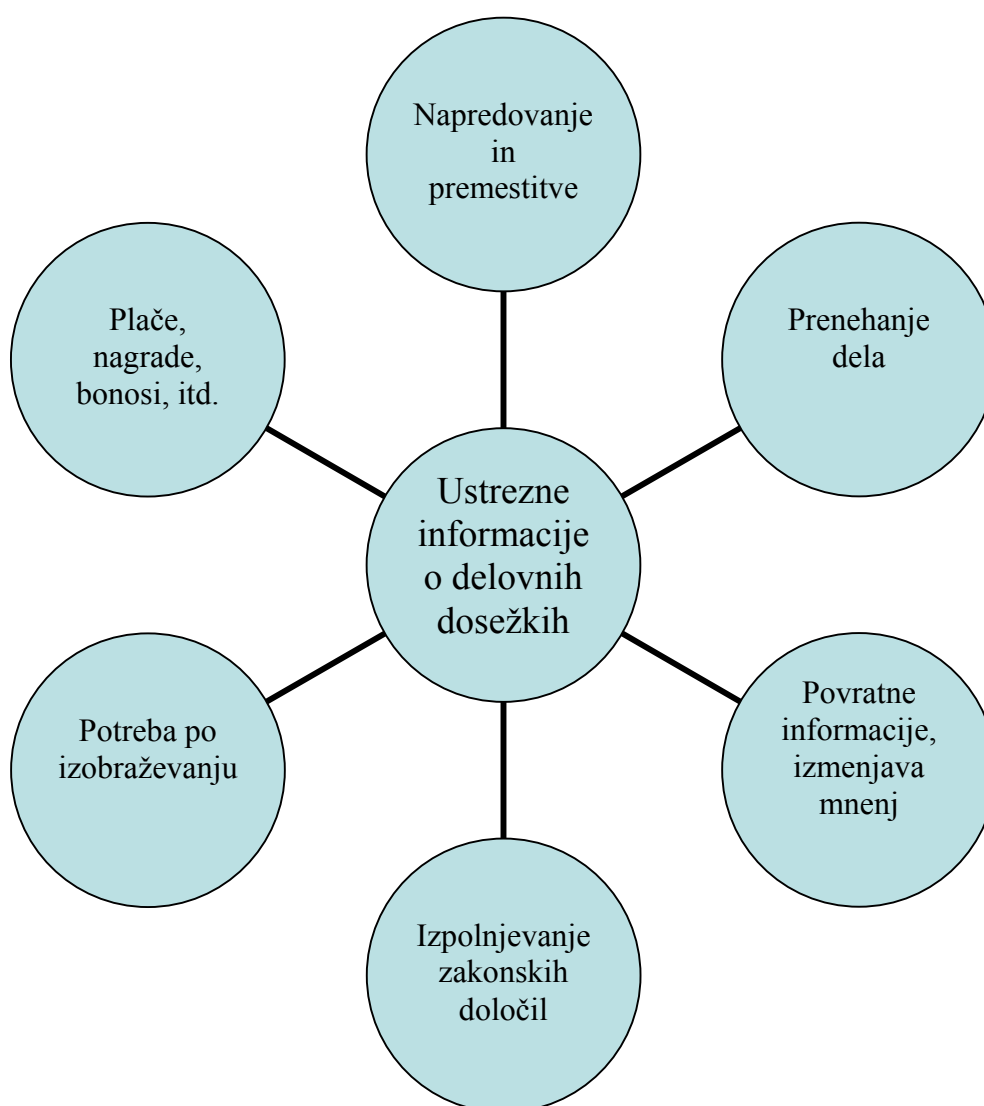 Napredovanje
in
premestitve
Plače,
nagrade,
bonosi, itd.
Prenehanje
dela
Ustrezne
informacije
o delovnih
dosežkih
Potreba po
izobraževanju
Povratne
informacije,
izmenjava
mnenj
Izpolnjevanje
zakonskih
določil